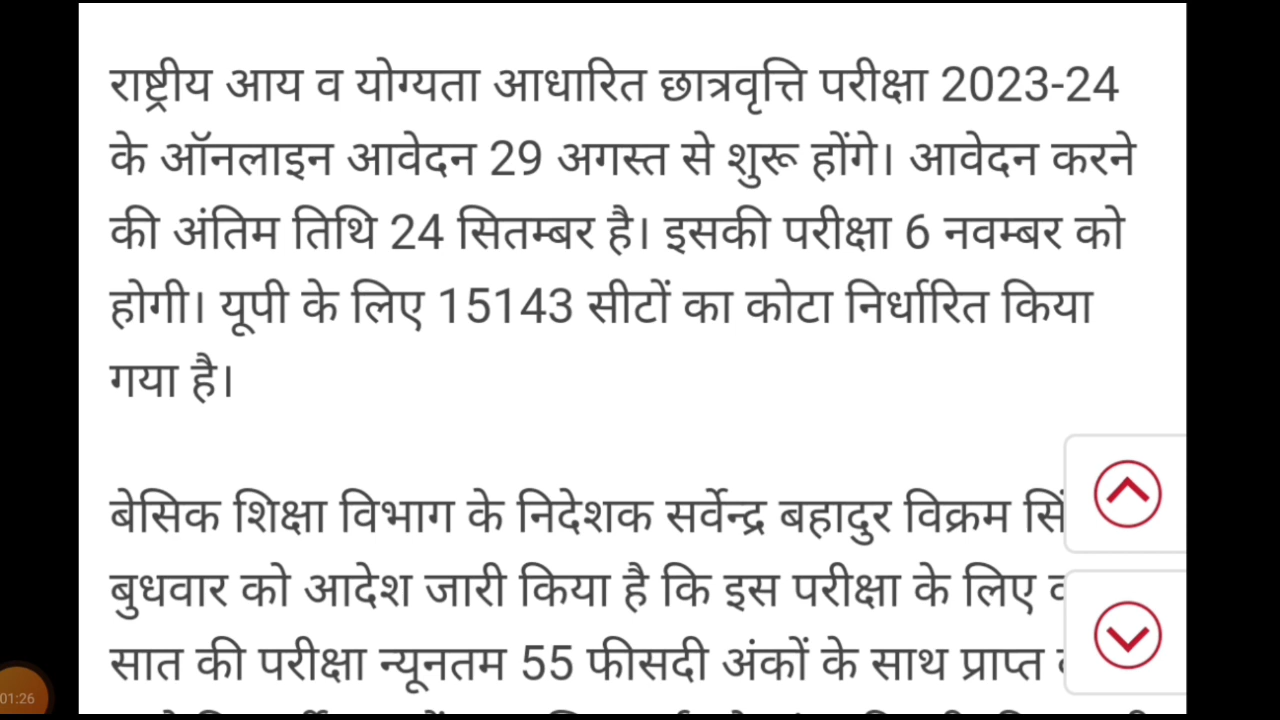 राष्ट्रीय आय व योग्यता आधारित छात्रवृत्ति परीक्षा 2023-24
के ऑनलाइन आवेदन 29 अगस्त से शुरू होंगे। आवेदन करने
की अंतिम तिथि 24 सितम्बर है। इसकी परीक्षा 6 नवम्बर को
होगी। यूपी के लिए 15143 सीटों का कोटा निर्धारित किया
गया है।
बेसिक शिक्षा विभाग के निदेशक सर्वेन्द्र बहादुर विक्रम
बुधवार को आदेश जारी किया है कि इस परीक्षा के लिए
सात की परीक्षा न्यूनतम 55 फीसदी अंकों के साथ प्राप्त
01:26